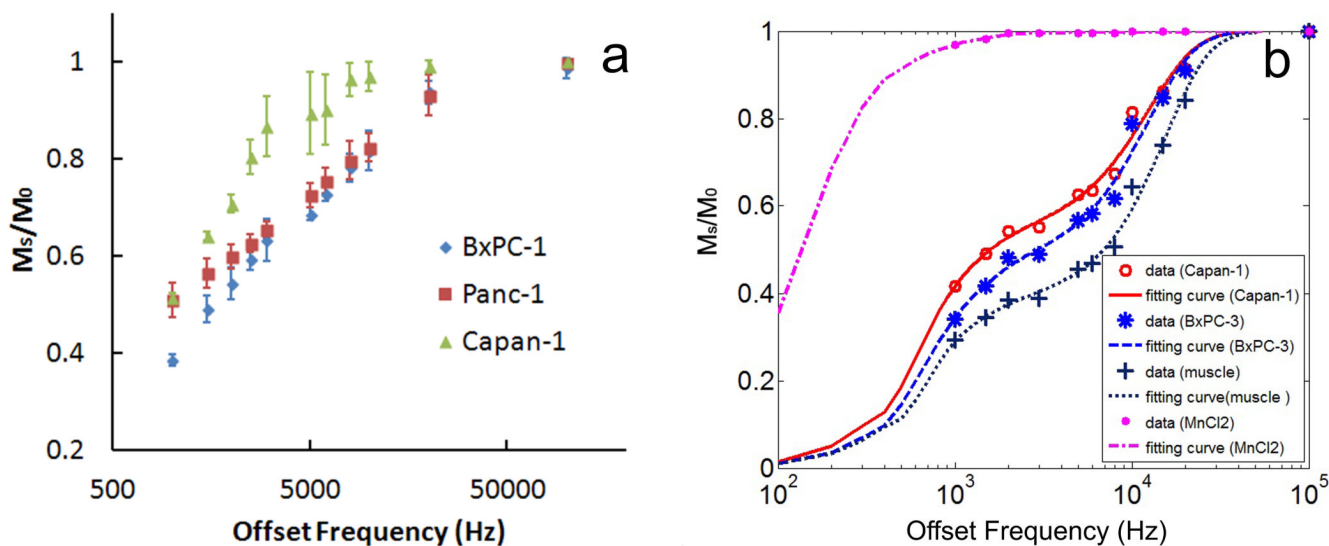 a
Ms/M0
1
0.8
0.6
0.4
0.2
500
5000
50000
Offset Frequency (Hz)
BxPC-1
Panc-1
Capan-1
b
Ms/M0
1
0.8
0.6
0.4
0.2
0
10^2
10^3
10^4
10^5
Offset Frequency (Hz)
data (Capan-1)
fitting curve (Capan-1)
data (BxPC-3)
fitting curve (BxPC-3)
data (muscle)
fitting curve(muscle )
data (MnCl2)
fitting curve (MnCl2)